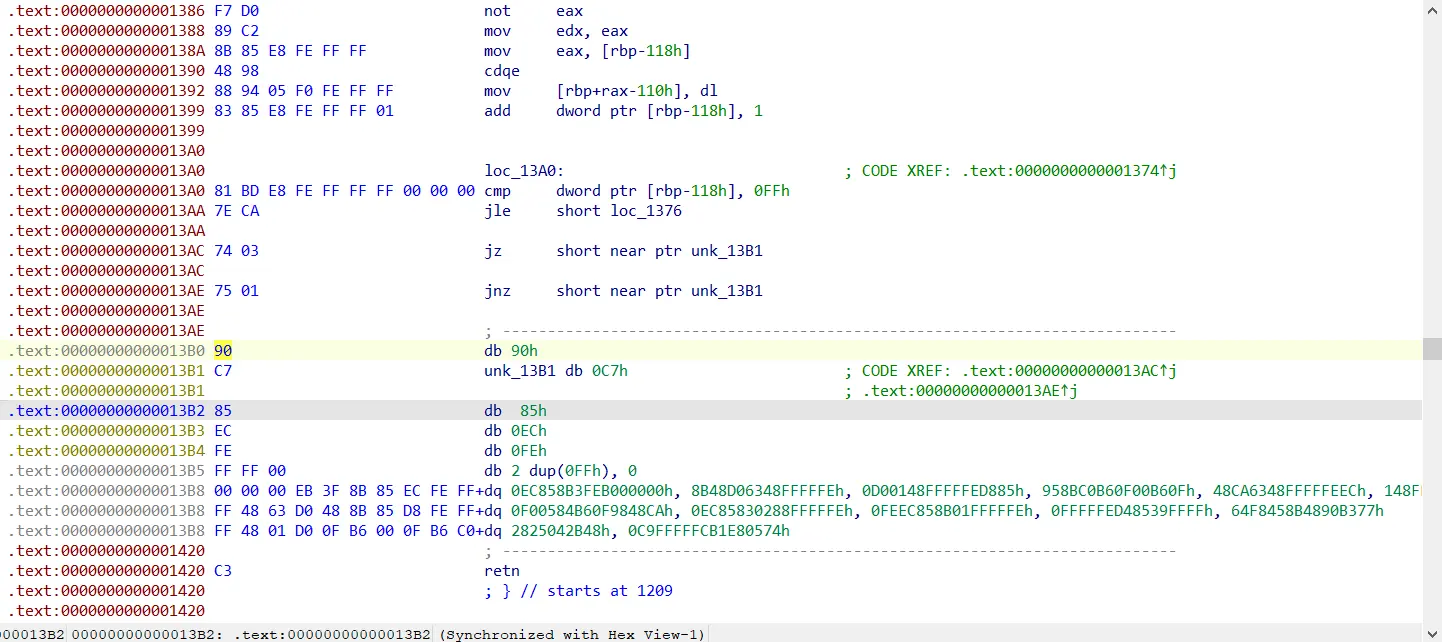 .text:0000000000001386 F7 D0 not eax
.text:0000000000001388 89 C2 mov edx, eax
.text:000000000000138A 8B 85 E8 FE FF FF mov eax, [rbp-118h]
.text:0000000000001390 48 98 cdqe
.text:0000000000001392 88 94 05 F0 FE FF FF mov [rbp+rax-110h], dl
.text:0000000000001399 83 85 E8 FE FF FF 01 add dword ptr [rbp-118h], 1
.text:0000000000001399
.text:00000000000013A0
.text:00000000000013A0 loc_13A0: ; CODE XREF: .text:0000000000001374↑j
.text:00000000000013A0 81 BD E8 FE FF FF FF 00 00 00 cmp dword ptr [rbp-118h], 0FFh
.text:00000000000013AA 7E CA jle short loc_1376
.text:00000000000013AA
.text:00000000000013AC 74 03 jz short near ptr unk_13B1
.text:00000000000013AC
.text:00000000000013AE 75 01 jnz short near ptr unk_13B1
.text:00000000000013AE
.text:00000000000013AE ; ---------------------------------------------------------------------------
.text:00000000000013B0 90 db 90h
.text:00000000000013B1 C7 unk_13B1 db 0C7h ; CODE XREF: .text:00000000000013AC↑j
.text:00000000000013B1 ; .text:00000000000013AE↑j
.text:00000000000013B2 85 db 85h
.text:00000000000013B3 EC db 0ECh
.text:00000000000013B4 FE db 0FEh
.text:00000000000013B5 FF FF 00 db 2 dup(0FFh), 0
.text:00000000000013B8 00 00 00 EB 3F 8B 85 EC FE FF+dq 0EC858B3FEB000000h, 8B48D06348FFFFFEh, 0D00148FFFFFED885h, 958BC0B60F00B60Fh, 48CA6348FFFFFEECh, 148F
.text:00000000000013B8 FF 48 63 D0 48 8B 85 D8 FE FF+dq 0F00584B60F9848CAh, 0EC85830288FFFFFEh, 0FEEC858B01FFFFFEh, 0FFFFFED48539FFFFh, 64F8458B4890B377h
.text:00000000000013B8 FF 48 01 D0 0F B6 00 0F B6 C0+dq 2825042B48h, 0C9FFFFFCB1E80574h
.text:0000000000001420 ; ---------------------------------------------------------------------------
.text:0000000000001420 C3 retn
.text:0000000000001420 ; } // starts at 1209
.text:0000000000001420
000013B2 00000000000013B2: .text:00000000000013B2 (Synchronized with Hex View-1)